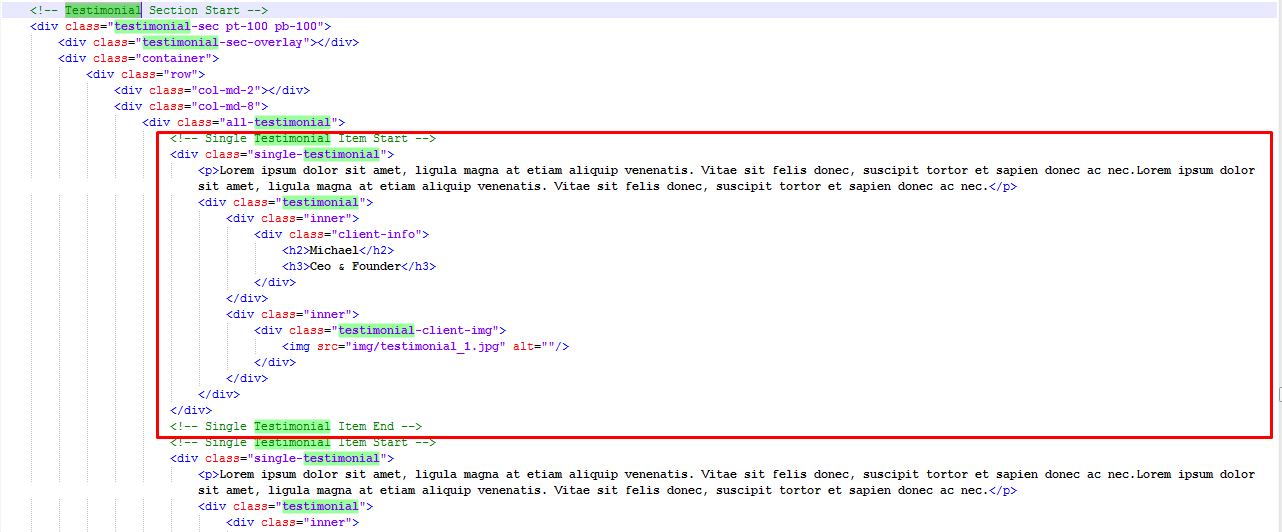 <!-- Testimonial Section Start -->
<div class="testimonial-sec pt-100 pb-100">
<div class="testimonial-sec-overlay"></div>
<div class="container">
<div class="row">
<div class="col-md-2"></div>
<div class="col-md-8">
<div class="all-testimonial">
<!-- Single Testimonial Item Start -->
<div class="single-testimonial">
<p>Lorem ipsum dolor sit amet, ligula magna at etiam aliquip venenatis. Vitae sit felis donec, suscipit tortor et sapien donec ac nec.Lorem ipsum dolor
sit amet, ligula magna at etiam aliquip venenatis. Vitae sit felis donec, suscipit tortor et sapien donec ac nec.</p>
<div class="testimonial">
<div class="inner">
<div class="client-info">
<h2>Michael</h2>
<h3>Ceo & Founder</h3>
</div>
</div>
<div class="inner">
<div class="testimonial-client-img">
<img src="img/testimonial_1.jpg" alt=""/>
</div>
</div>
</div>
</div>
<!-- Single Testimonial Item End -->
<!-- Single Testimonial Item Start -->
<div class="single-testimonial">
<p>Lorem ipsum dolor sit amet, ligula magna at etiam aliquip venenatis. Vitae sit felis donec, suscipit tortor et sapien donec ac nec.Lorem ipsum dolor
sit amet, ligula magna at etiam aliquip venenatis. Vitae sit felis donec, suscipit tortor et sapien donec ac nec.</p>
<div class="testimonial">
<div class="inner">